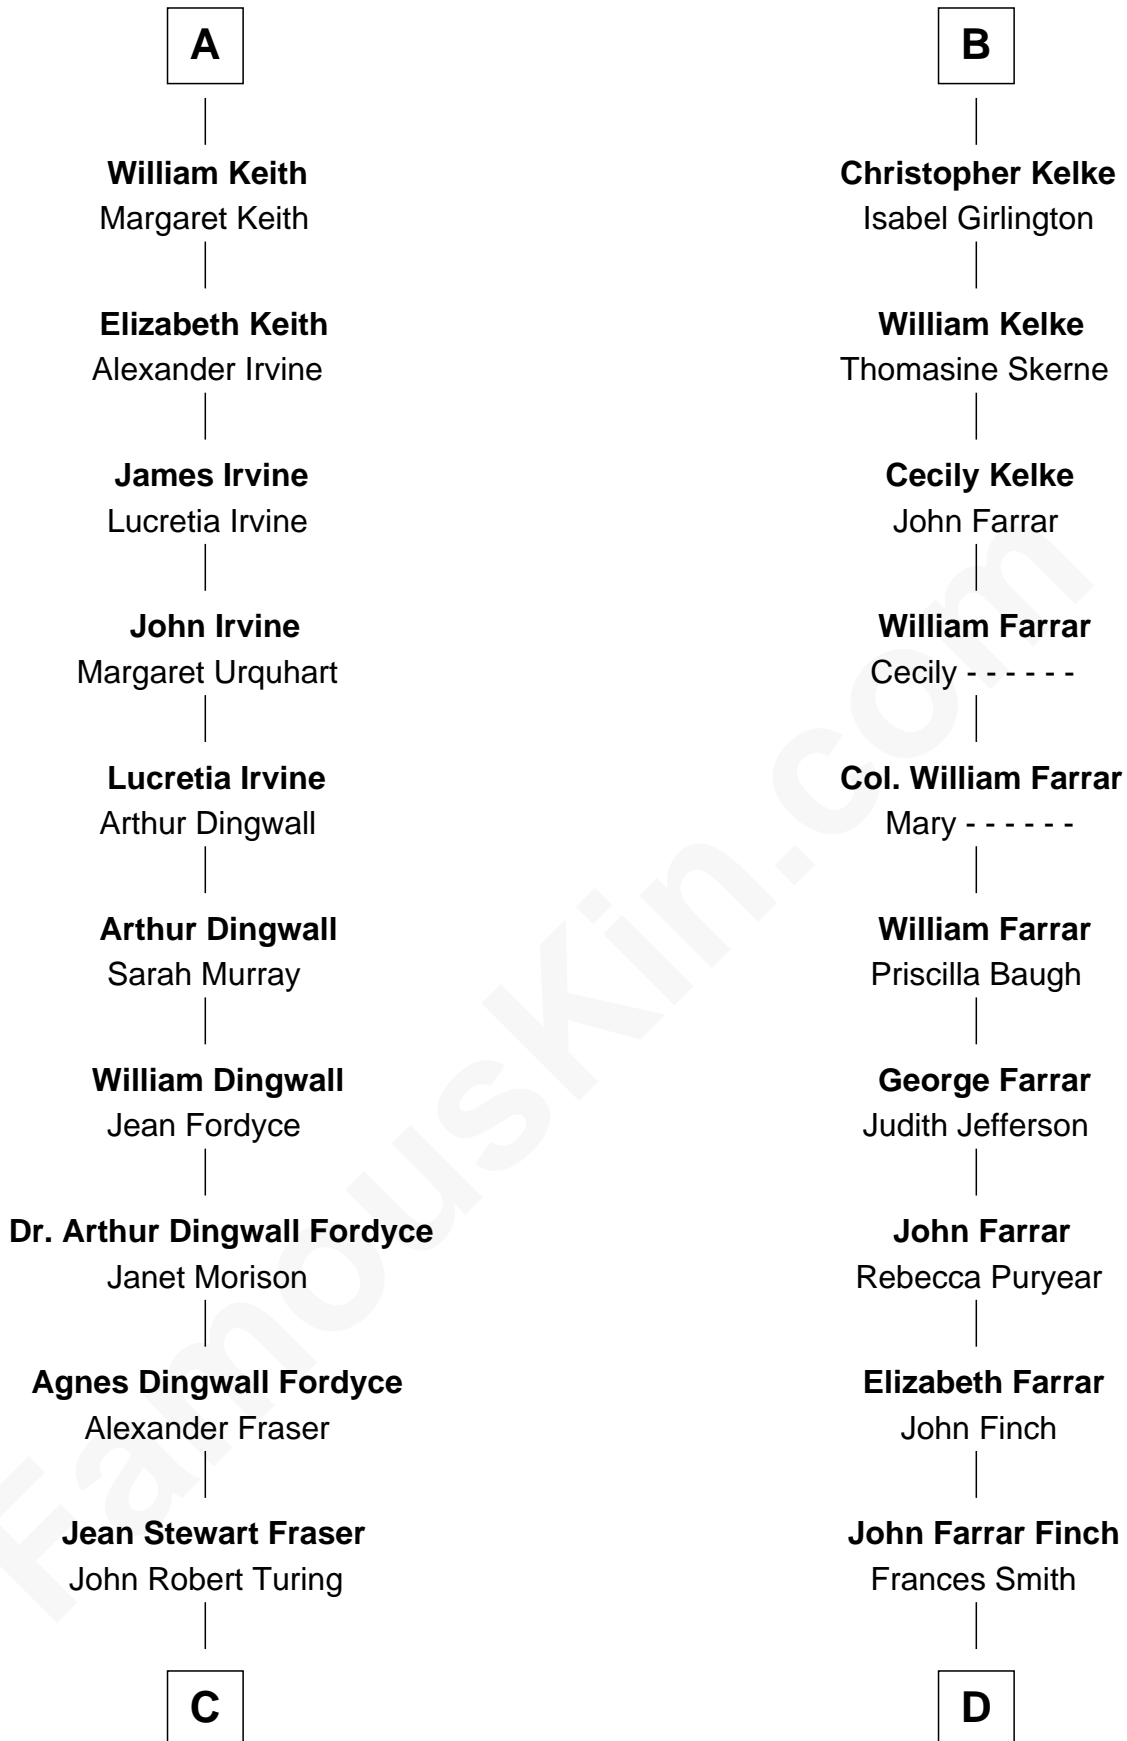 A
William Keith
Margaret Keith
Elizabeth Keith
Alexander Irvine
James Irvine
Lucretia Irvine
John Irvine
Margaret Urquhart
Lucretia Irvine
Arthur Dingwall
Arthur Dingwall
Sarah Murray
William Dingwall
Jean Fordyce
Dr. Arthur Dingwall Fordyce
Janet Morison
Agnes Dingwall Fordyce
Alexander Fraser
Jean Stewart Fraser
John Robert Turing
C
B
Christopher Kelke
Isabel Girlington
William Kelke
Thomasine Skerne
Cecily Kelke
John Farrar
William Farrar
Cecily - - - - - -
Col. William Farrar
Mary - - - - - -
William Farrar
Priscilla Baugh
George Farrar
Judith Jefferson
John Farrar
Rebecca Puryear
Elizabeth Farrar
John Finch
John Farrar Finch
Frances Smith
D
FamousKin.com